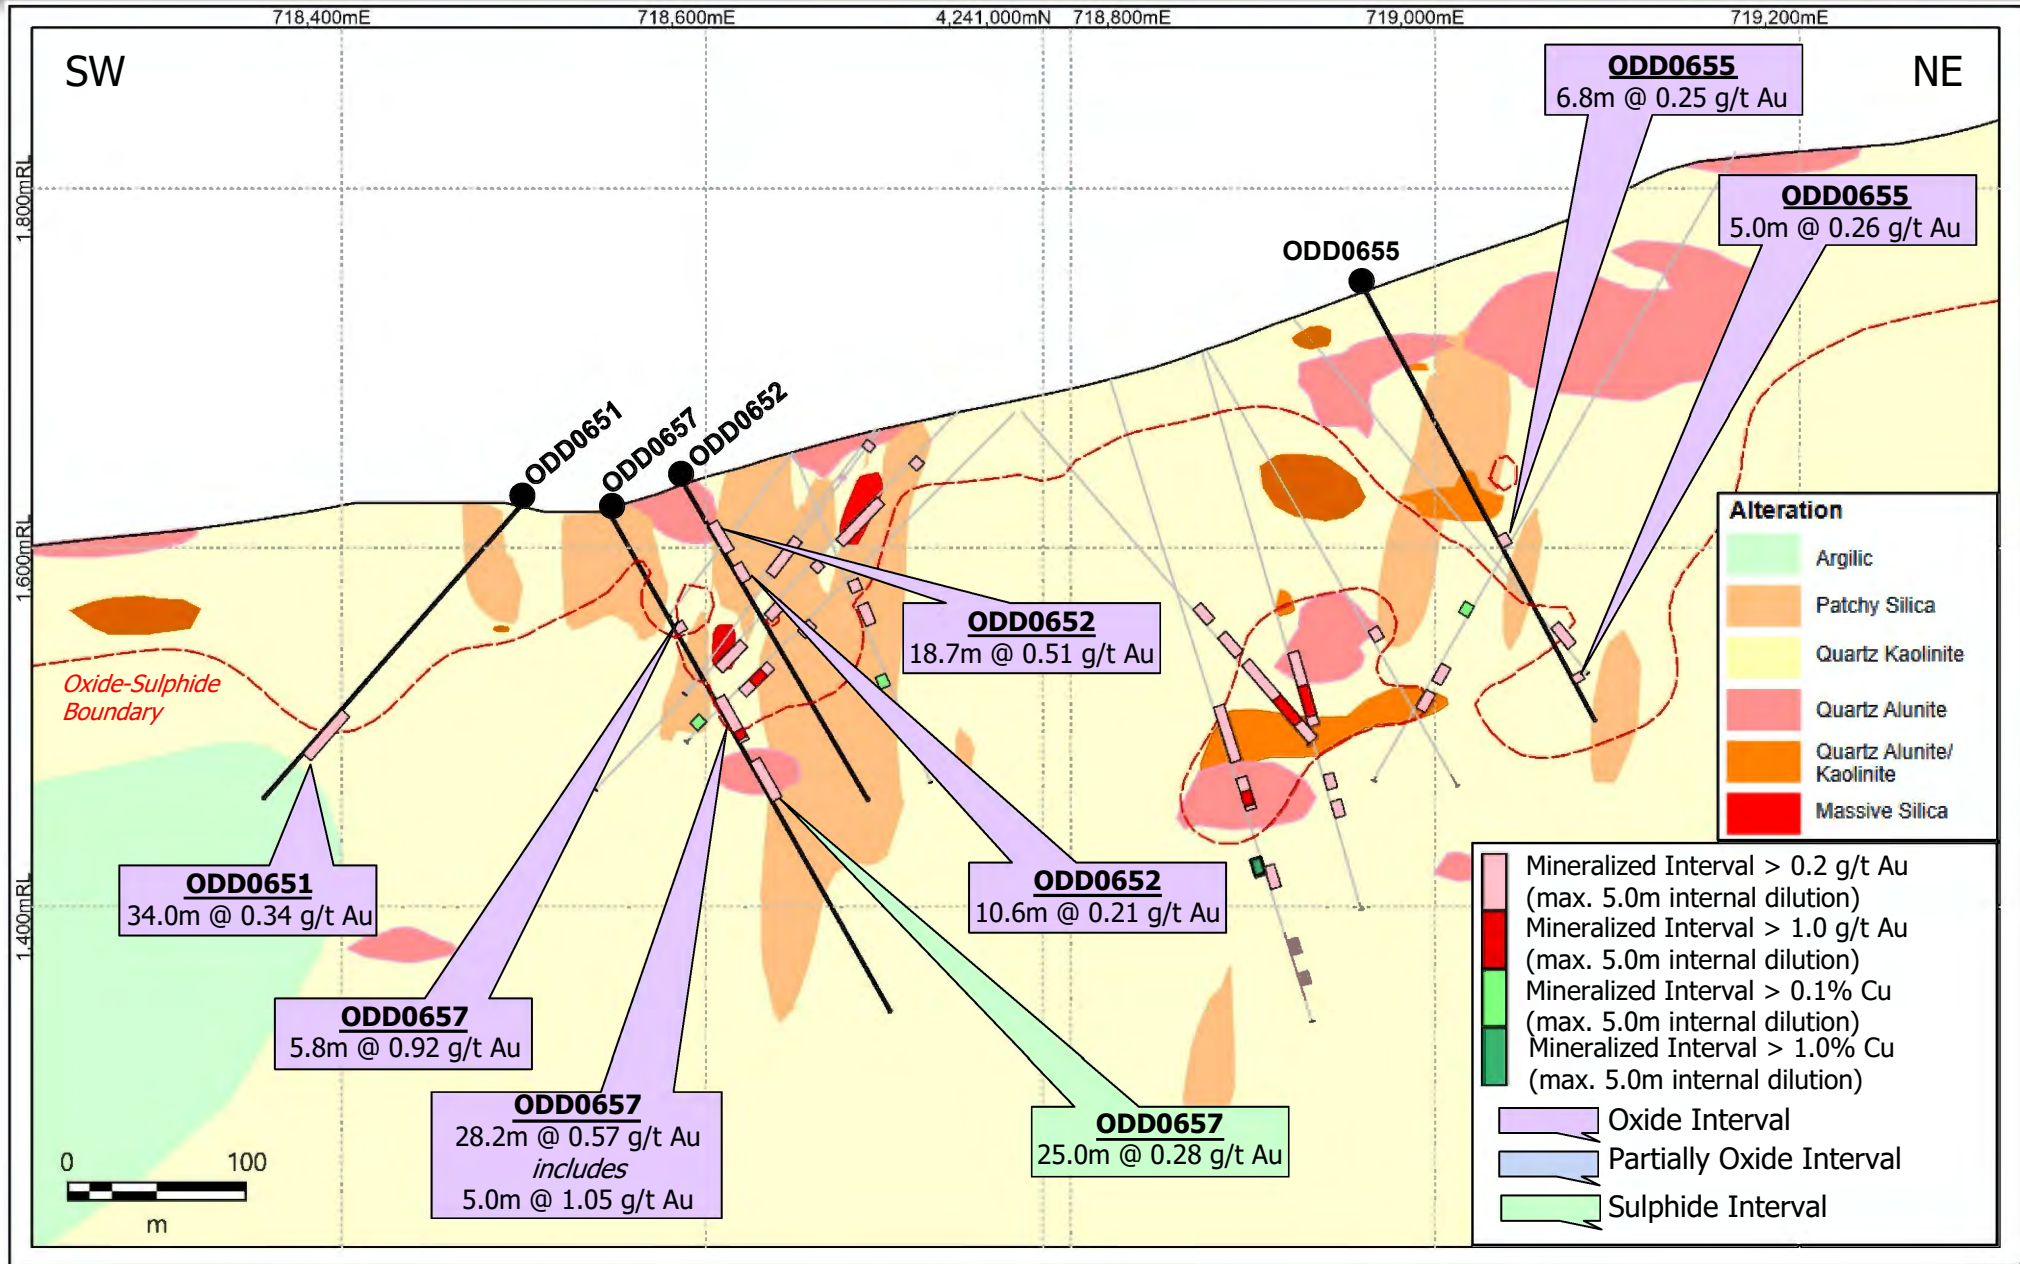 718,400mE
718,600mE
4,241,000mN
718,800mE
719,000mE
719,200mE
SW
NE
1,800mRL
1,600mRL
1,400mRL
ODD0655
6.8m @ 0.25 g/t Au
ODD0655
5.0m @ 0.26 g/t Au
ODD0655
ODD0651
ODD0657
ODD0652
Oxide-Sulphide
Boundary
ODD0652
18.7m @ 0.51 g/t Au
ODD0651
34.0m @ 0.34 g/t Au
ODD0652
10.6m @ 0.21 g/t Au
ODD0657
5.8m @ 0.92 g/t Au
ODD0657
28.2m @ 0.57 g/t Au
includes
5.0m @ 1.05 g/t Au
ODD0657
25.0m @ 0.28 g/t Au
0 100
m
Alteration
Argilic
Patchy Silica
Quartz Kaolinite
Quartz Alunite
Quartz Alunite/
Kaolinite
Massive Silica
Mineralized Interval > 0.2 g/t Au
(max. 5.0m internal dilution)
Mineralized Interval > 1.0 g/t Au
(max. 5.0m internal dilution)
Mineralized Interval > 0.1% Cu
(max. 5.0m internal dilution)
Mineralized Interval > 1.0% Cu
(max. 5.0m internal dilution)
Oxide Interval
Partially Oxide Interval
Sulphide Interval